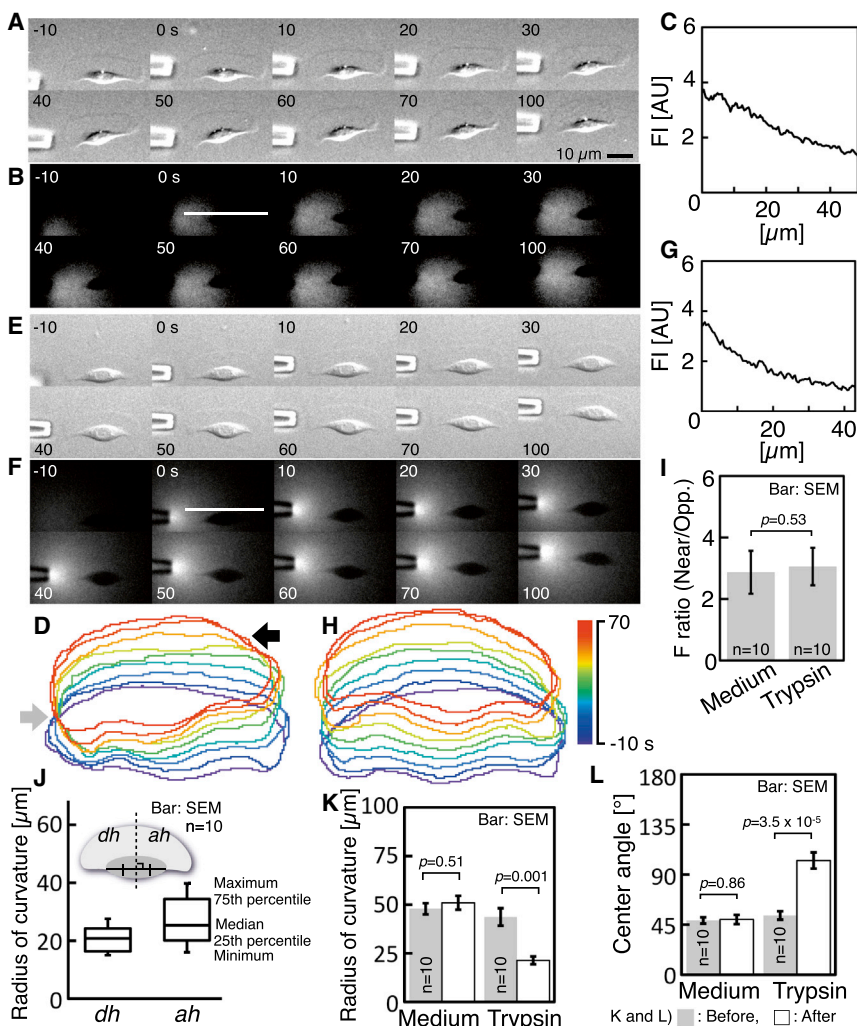 A
-10
0 s
10
20
30
40
50
60
70
100
10 µm
B
-10
0 s
10
20
30
40
50
60
70
100
C
6
4
2
0
20
40
[µm]
FI [AU]
E
-10
0 s
10
20
30
40
50
60
70
100
F
-10
0 s
10
20
30
40
50
60
70
100
G
6
4
2
0
20
40
[µm]
FI [AU]
D
H
70
-10 s
I
Bar: SEM
p=0.53
6
4
2
0
F ratio (Near/Opp.)
n=10
n=10
Medium
Trypsin
J
Bar: SEM
n=10
dh
ah
60
40
20
0
Radius of curvature [µm]
Maximum
75th percentile
Median
25th percentile
Minimum
dh
ah
K
Bar: SEM
p=0.51
p=0.001
100
75
50
25
0
Radius of curvature [µm]
n=10
n=10
Medium
Trypsin
L
Bar: SEM
p=3.5 x 10-5
p=0.86
180
135
90
45
0
Center angle [°]
n=10
n=10
Medium
Trypsin
K and L) : Before, : After